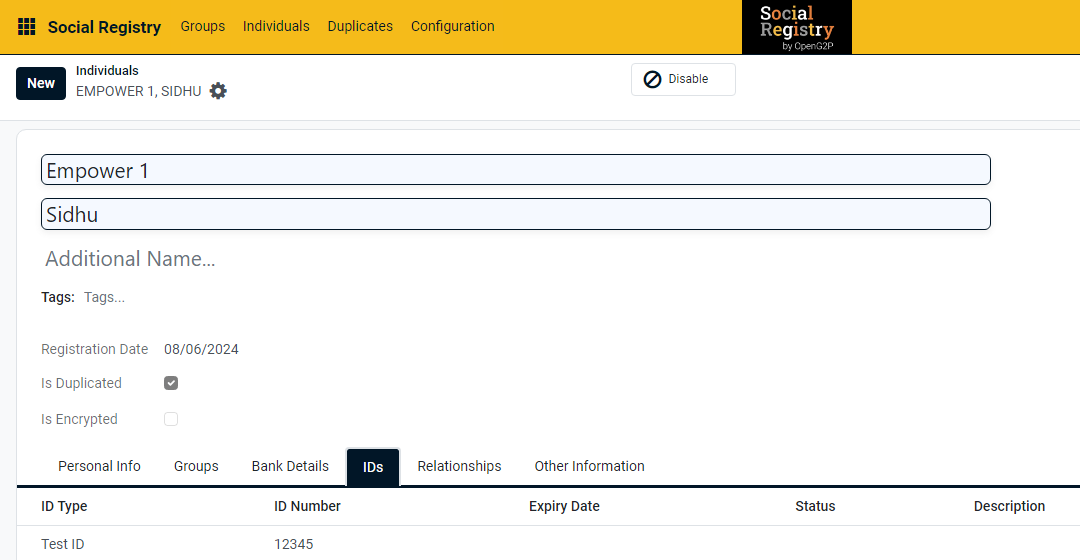 Social Registry Groups Individuals Duplicates Configuration
Social
Registry
by OpenG2P
New
Individuals
EMPOWER 1, SIDHU
Disable
Empower 1
Sidhu
Additional Name...
Tags: Tags...
Registration Date 08/06/2024
Is Duplicated
Is Encrypted
Personal Info Groups Bank Details IDs Relationships Other Information
ID Type ID Number Expiry Date Status Description
Test ID 12345